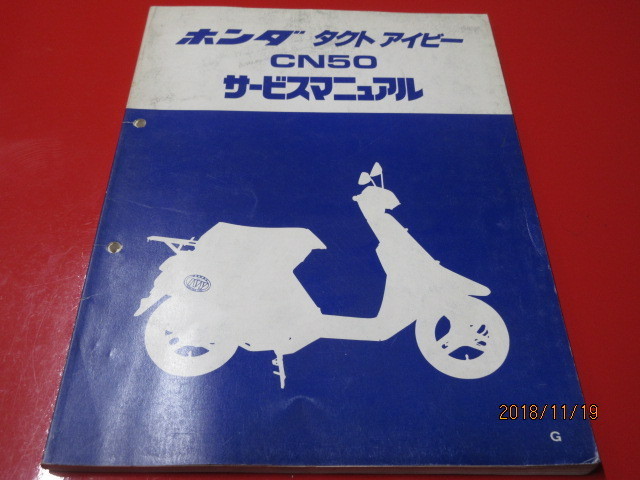 ホンダ タクト アイビー
CN50
サービスマニュアル
2018/11/19
G